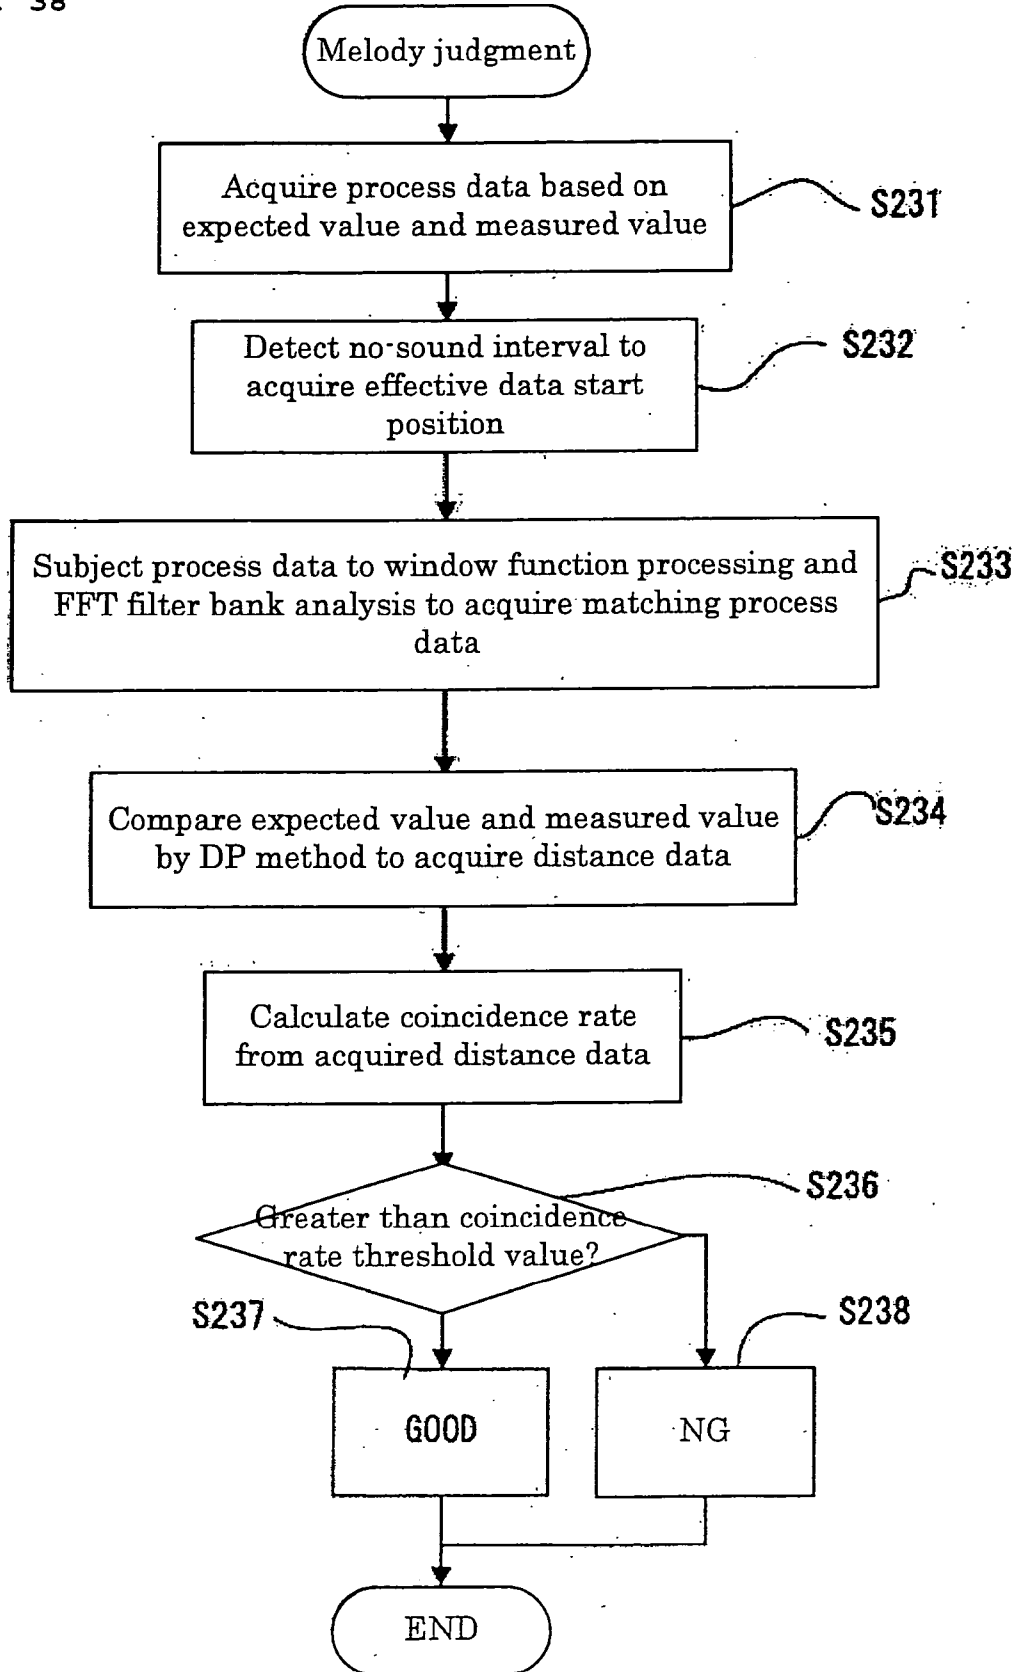 38
Melody judgment
Acquire process data based on
expected value and measured value
S231
Detect no-sound interval to
acquire effective data start
position
S232
Subject process data to window function processing and
FFT filter bank analysis to acquire matching process
data
S233
Compare expected value and measured value
by DP method to acquire distance data
S234
Calculate coincidence rate
from acquired distance data
S235
Greater than coincidence
rate threshold value?
S236
S237
GOOD
S238
NG
END